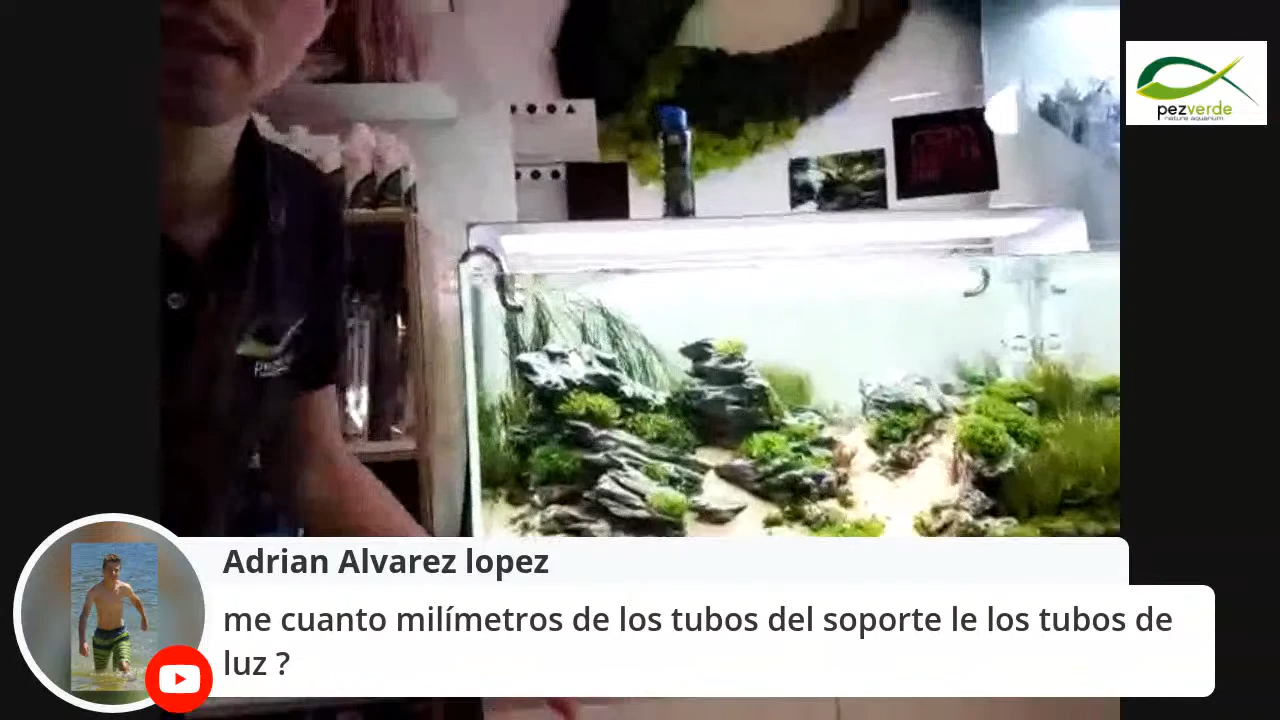 pezverde
nature aquarium
Adrian Alvarez lopez
me cuanto milímetros de los tubos del soporte le los tubos de
luz ?